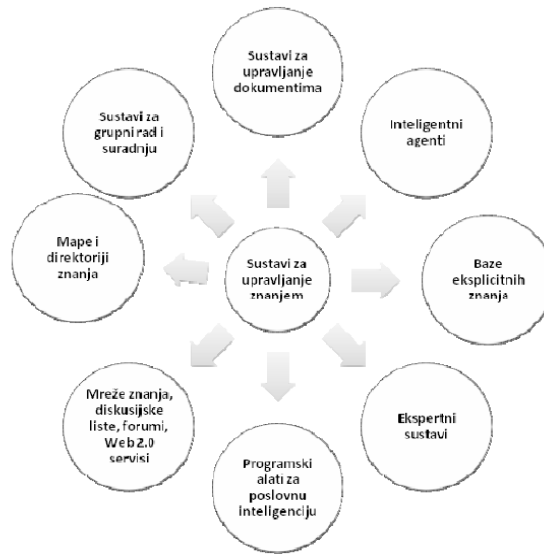 Sustavi za
upravljanje
dokumentima
Inteligentni
agenti
Baze
eksplicitnih
znanja
Ekspertni
sustavi
Programski
alati za
poslovnu
inteligenciju
Mreže znanja,
diskusijske
liste, forumi,
Web 2.0
servisi
Mape i
direktoriji
znanja
Sustavi za
grupni rad i
suradnju
Sustavi za
upravljanje
znanjem